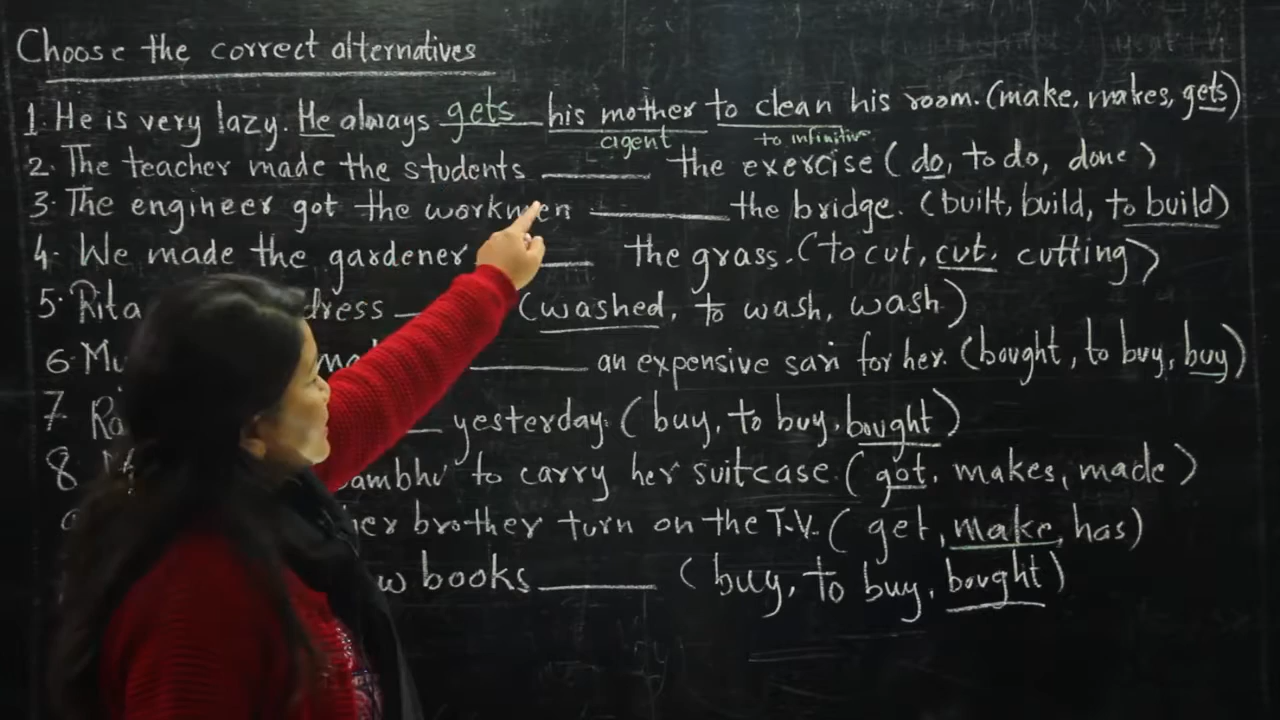 Choose the correct alternatives
1. He is very lazy. He always gets his mother to clean his room. (make, makes, gets)
agent to infinitive
2. The teacher made the students ______ the exercise (do, to do, done)
3. The engineer got the workmen ______ the bridge. (built, build, to build)
4. We made the gardener ______ the grass. (to cut, cut, cutting)
5. Rita dress ______ (washed, to wash, wash)
6. ______ an expensive sari for her. (bought, to buy, buy)
7 ______ yesterday. (buy, to buy, bought)
8 to carry her suitcase. (got, makes, made)
her brother turn on the T.V. (get, make, has)
books ______ (buy, to buy, bought)